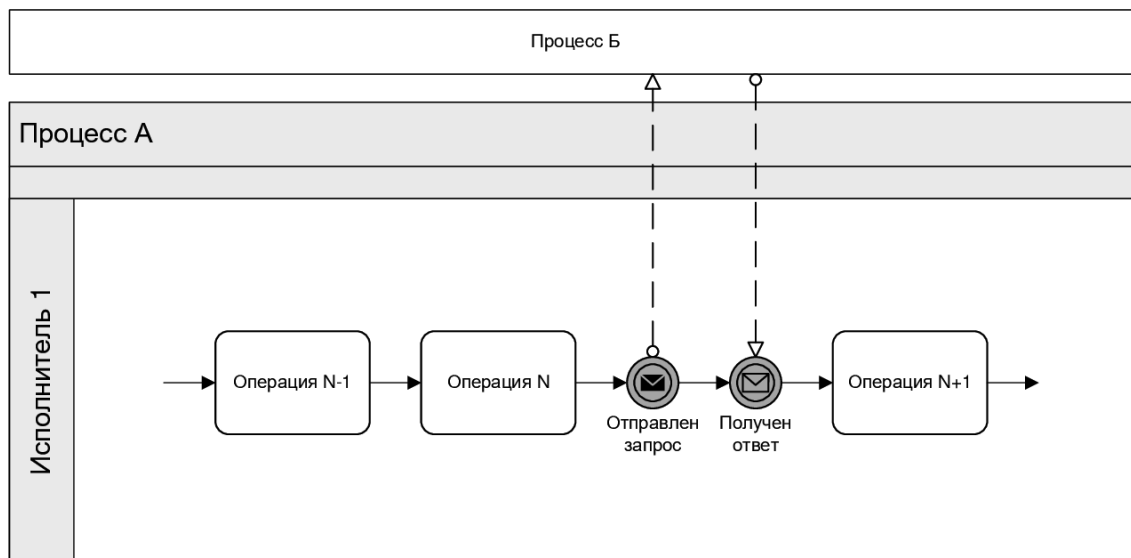 Процесс Б
Процесс А
Исполнитель 1
Операция N-1
Операция N
Отправлен
запрос
Получен
ответ
Операция N+1